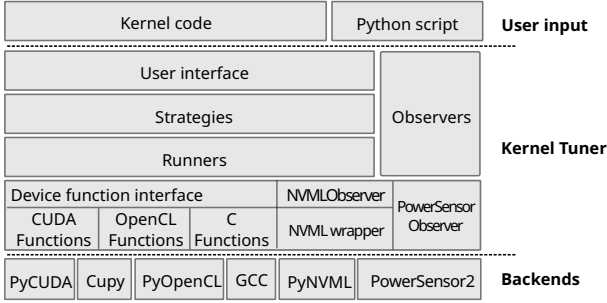 Kernel code
Python script
User input
User interface
Strategies
Observers
Runners
Kernel Tuner
Device function interface
NVMLObserver
CUDA
Functions
OpenCL
Functions
C
Functions
NVML wrapper
PowerSensor
Observer
PyCUDA
Cupy
PyOpenCL
GCC
PyNVML
PowerSensor2
Backends